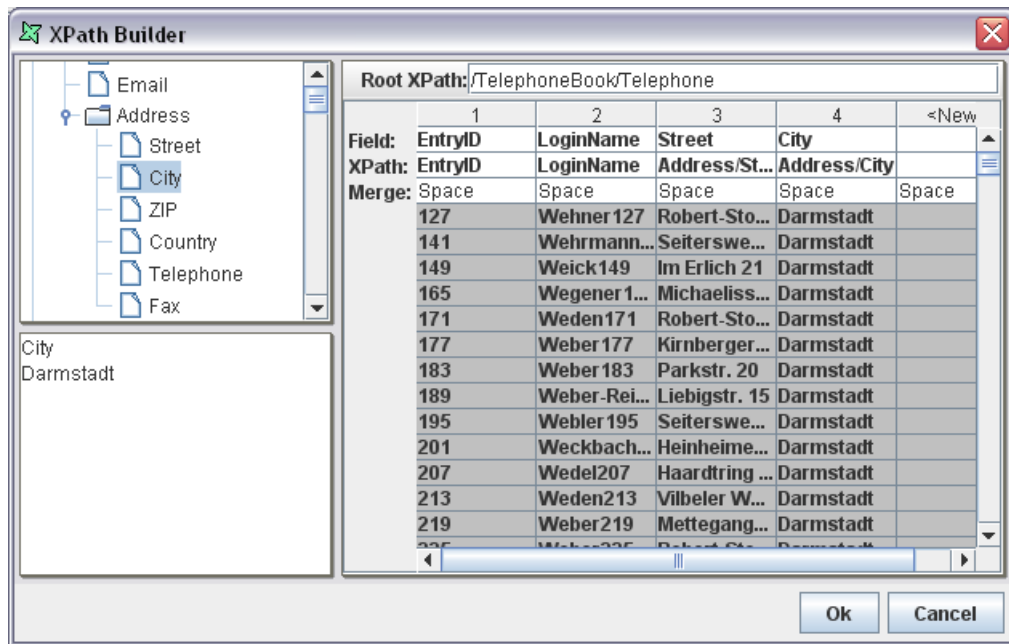 XPath Builder
Email
Address
Street
City
ZIP
Country
Telephone
Fax
City
Darmstadt
Root XPath: /TelephoneBook/Telephone
1 2 3 4 <New
Field: EntryID LoginName Street City
XPath: EntryID LoginName Address/St... Address/City
Merge: Space Space Space Space Space
127 Wehner127 Robert-Sto... Darmstadt
141 Wehrmann... Seiterswe... Darmstadt
149 Weick149 Im Erlich 21 Darmstadt
165 Wegener1... Michaeliss... Darmstadt
171 Weden171 Robert-Sto... Darmstadt
177 Weber177 Kirnberger... Darmstadt
183 Weber183 Parkstr. 20 Darmstadt
189 Weber-Rei... Liebigstr. 15 Darmstadt
195 Webler195 Seiterswe... Darmstadt
201 Weckbach... Heinheime... Darmstadt
207 Wedel207 Haardtring ... Darmstadt
213 Weden213 Vilbeler W... Darmstadt
219 Weber219 Mettegang... Darmstadt
Ok Cancel